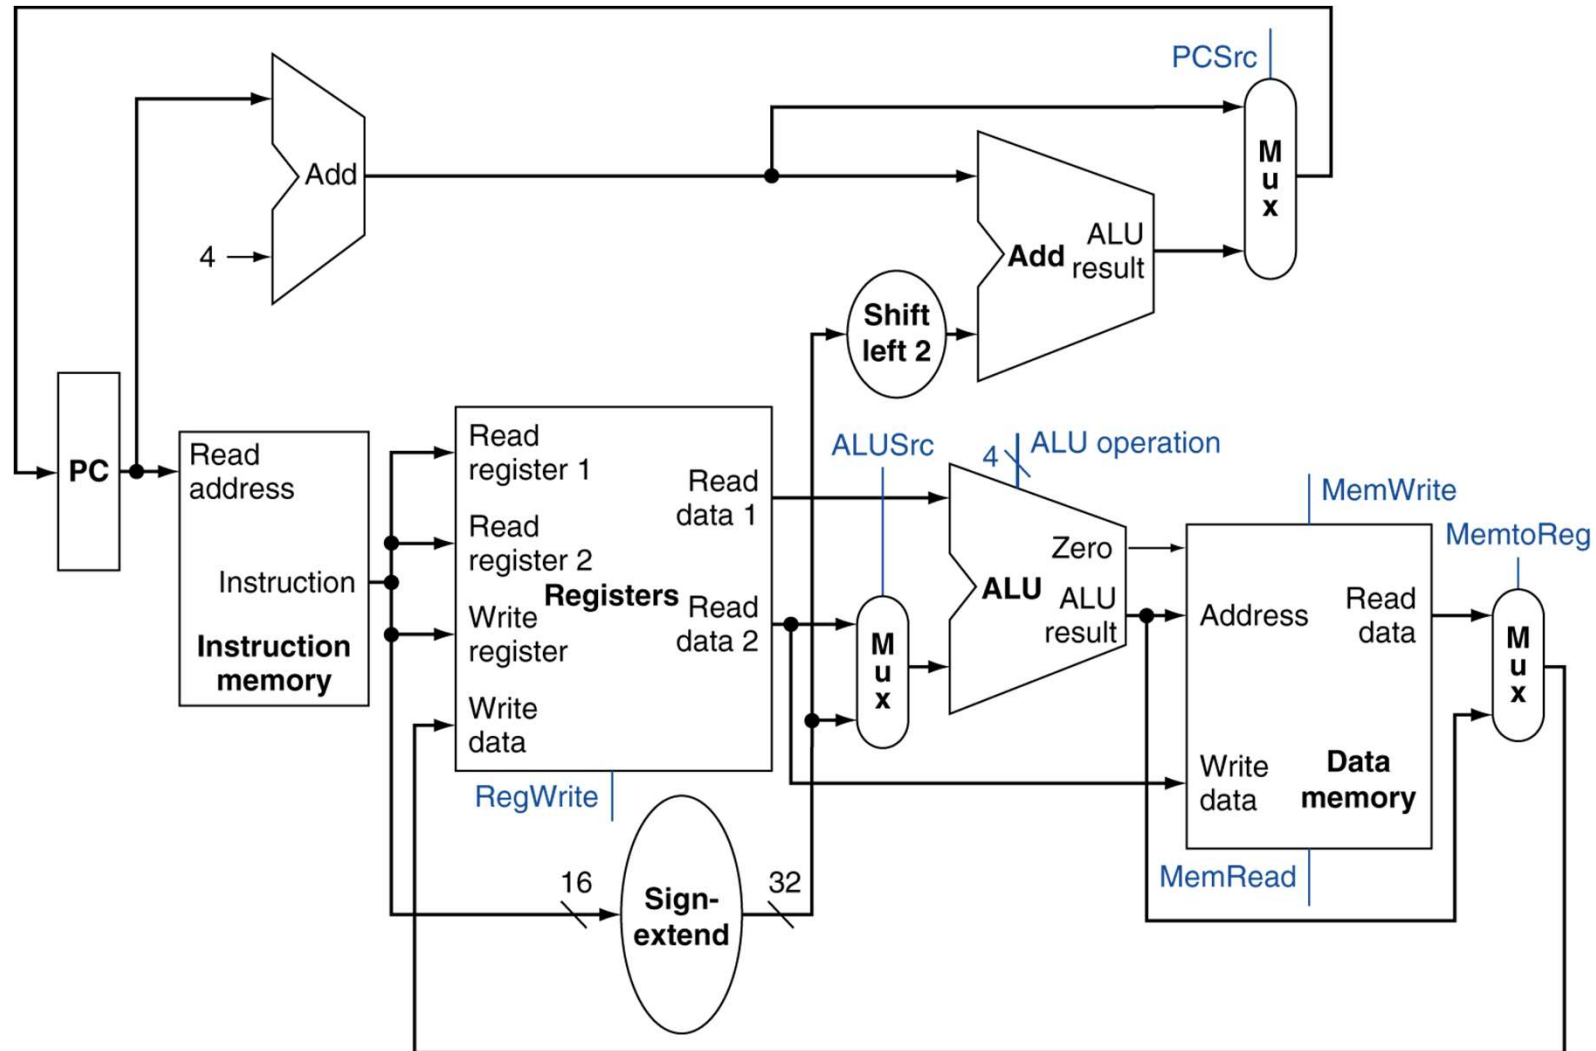 PCSrc
M
u
x
Add
4
Add
ALU
result
Shift
left 2
PC
Read
address
Instruction
Instruction
memory
Read
register 1
Read
register 2
Write
register
Write
data
Registers
Read
data 1
Read
data 2
RegWrite
16
Sign-
extend
32
ALUSrc
M
u
x
4
ALU operation
Zero
ALU
ALU
result
MemWrite
Address
Read
data
Write
data
Data
memory
MemRead
MemtoReg
M
u
x